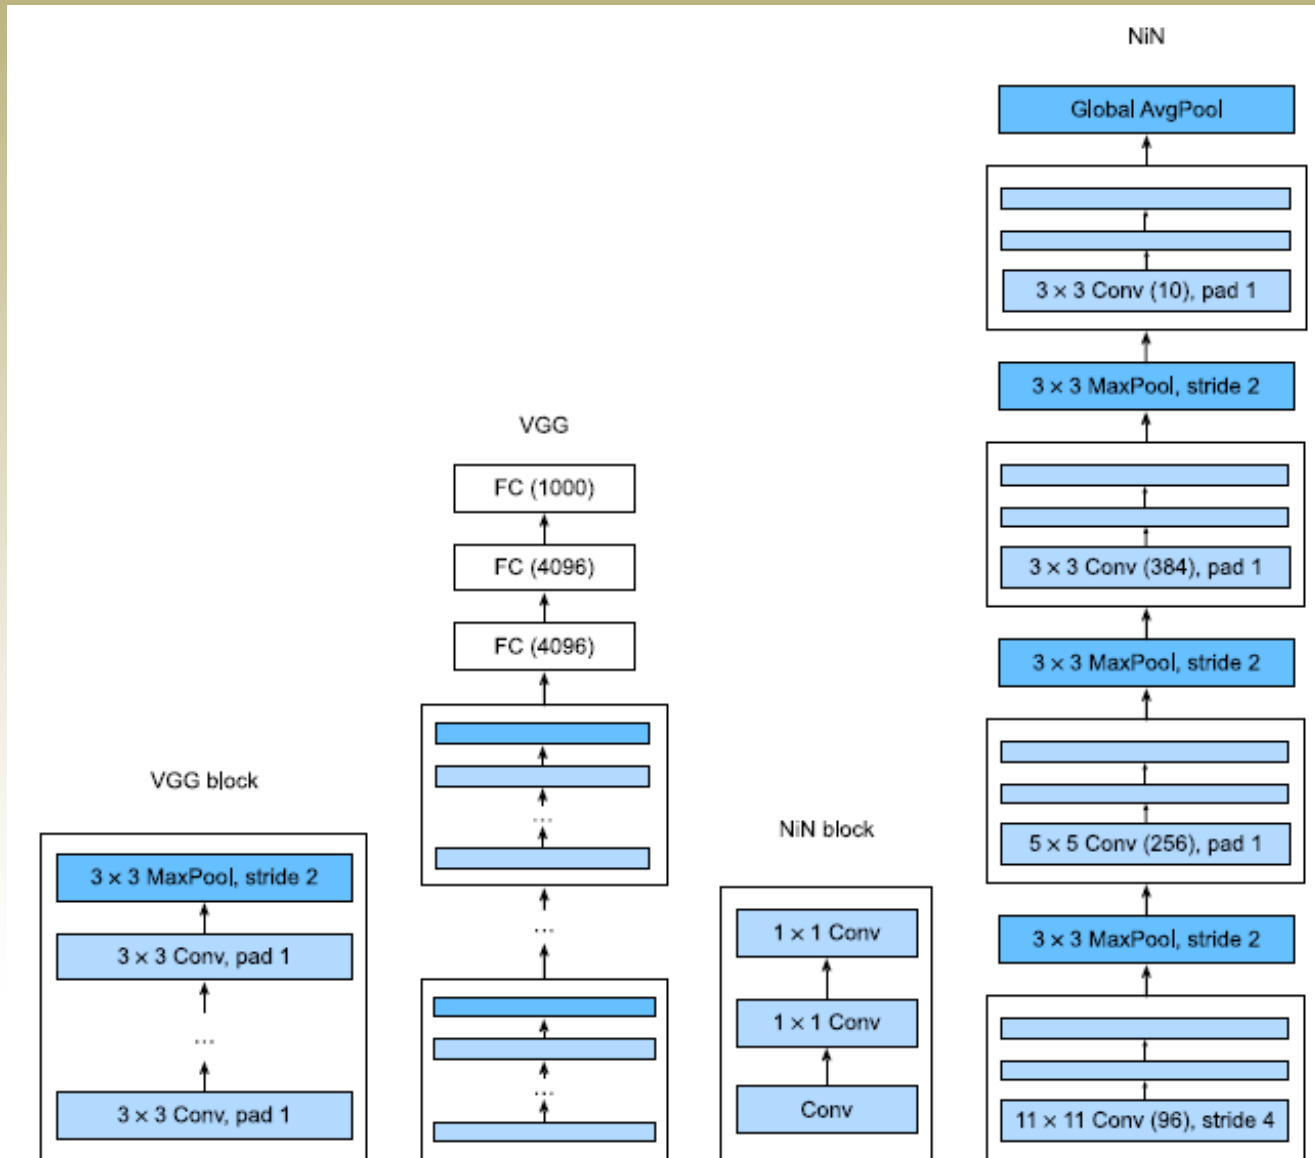 VGG block
3 × 3 MaxPool, stride 2
3 × 3 Conv, pad 1
...
3 × 3 Conv, pad 1
VGG
FC (1000)
FC (4096)
FC (4096)
...
...
...
NiN block
1 × 1 Conv
1 × 1 Conv
Conv
NiN
Global AvgPool
3 × 3 Conv (10), pad 1
3 × 3 MaxPool, stride 2
3 × 3 Conv (384), pad 1
3 × 3 MaxPool, stride 2
5 × 5 Conv (256), pad 1
3 × 3 MaxPool, stride 2
11 × 11 Conv (96), stride 4